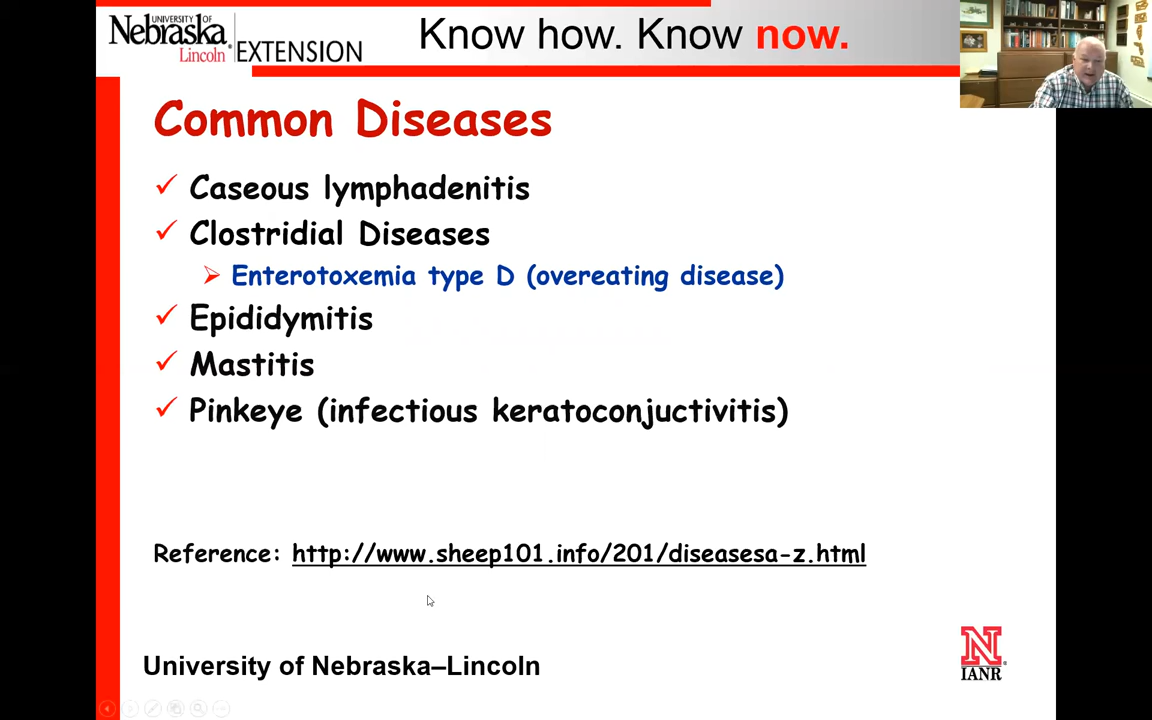 UNIVERSITY OF
Nebraska
Lincoln
EXTENSION
Know how. Know now.
Common Diseases
Caseous lymphadenitis
Clostridial Diseases
Enterotoxemia type D (overeating disease)
Epididymitis
Mastitis
Pinkeye (infectious keratoconjuctivitis)
Reference: http://www.sheep101.info/201/diseasesa-z.html
University of Nebraska–Lincoln
N
IANR